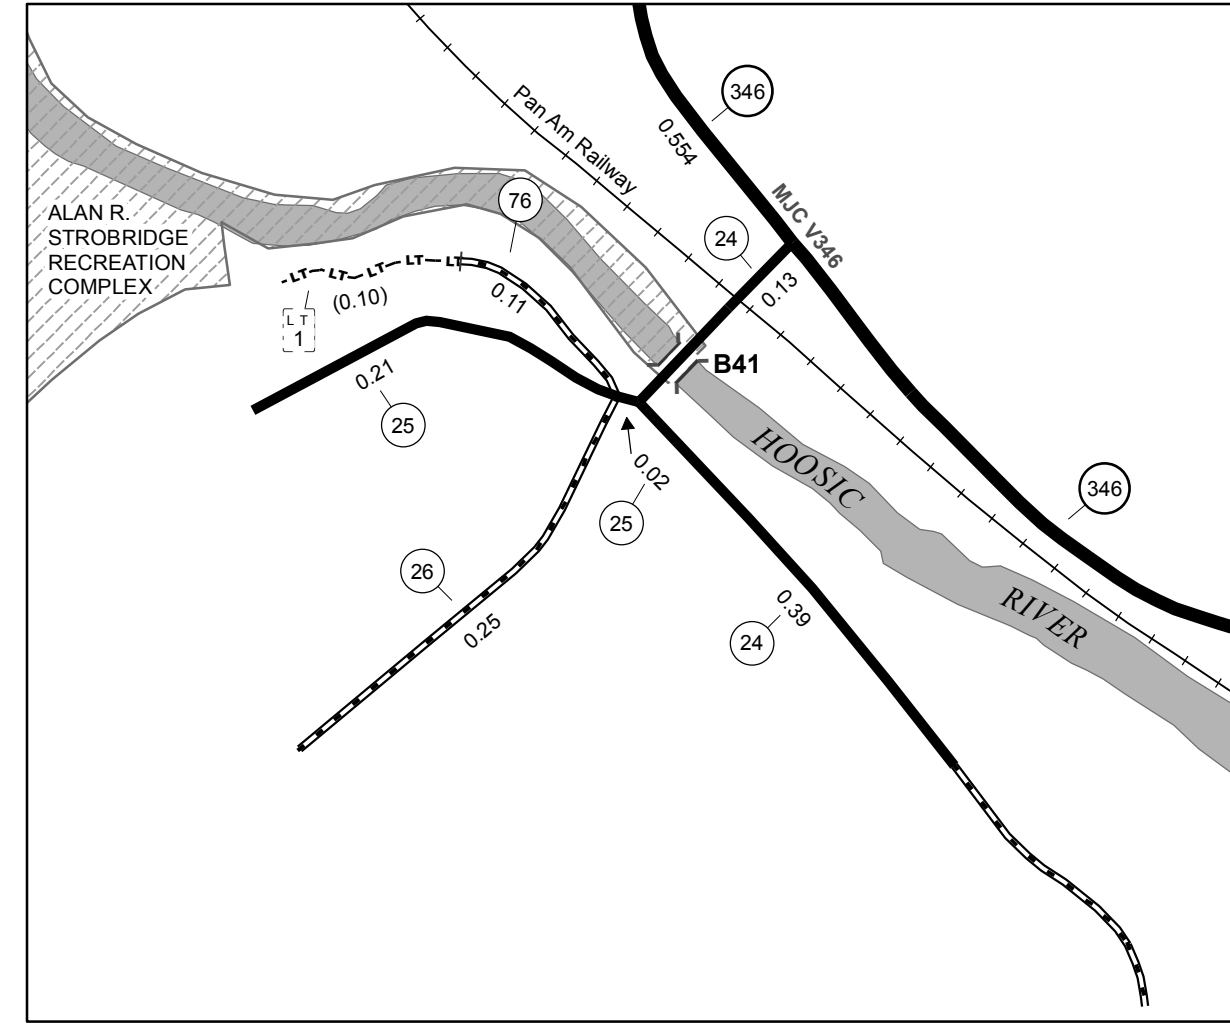 346
Pan Am Railway
0.554
MJC V346
76
24
ALAN R.
STROBRIDGE
RECREATION
COMPLEX
LT LT LT LT LT
0.13
(0.10)
0.11
L T
1
B41
0.21
25
HOOSIC
0.02
346
25
26
0.25
0.39
RIVER
24